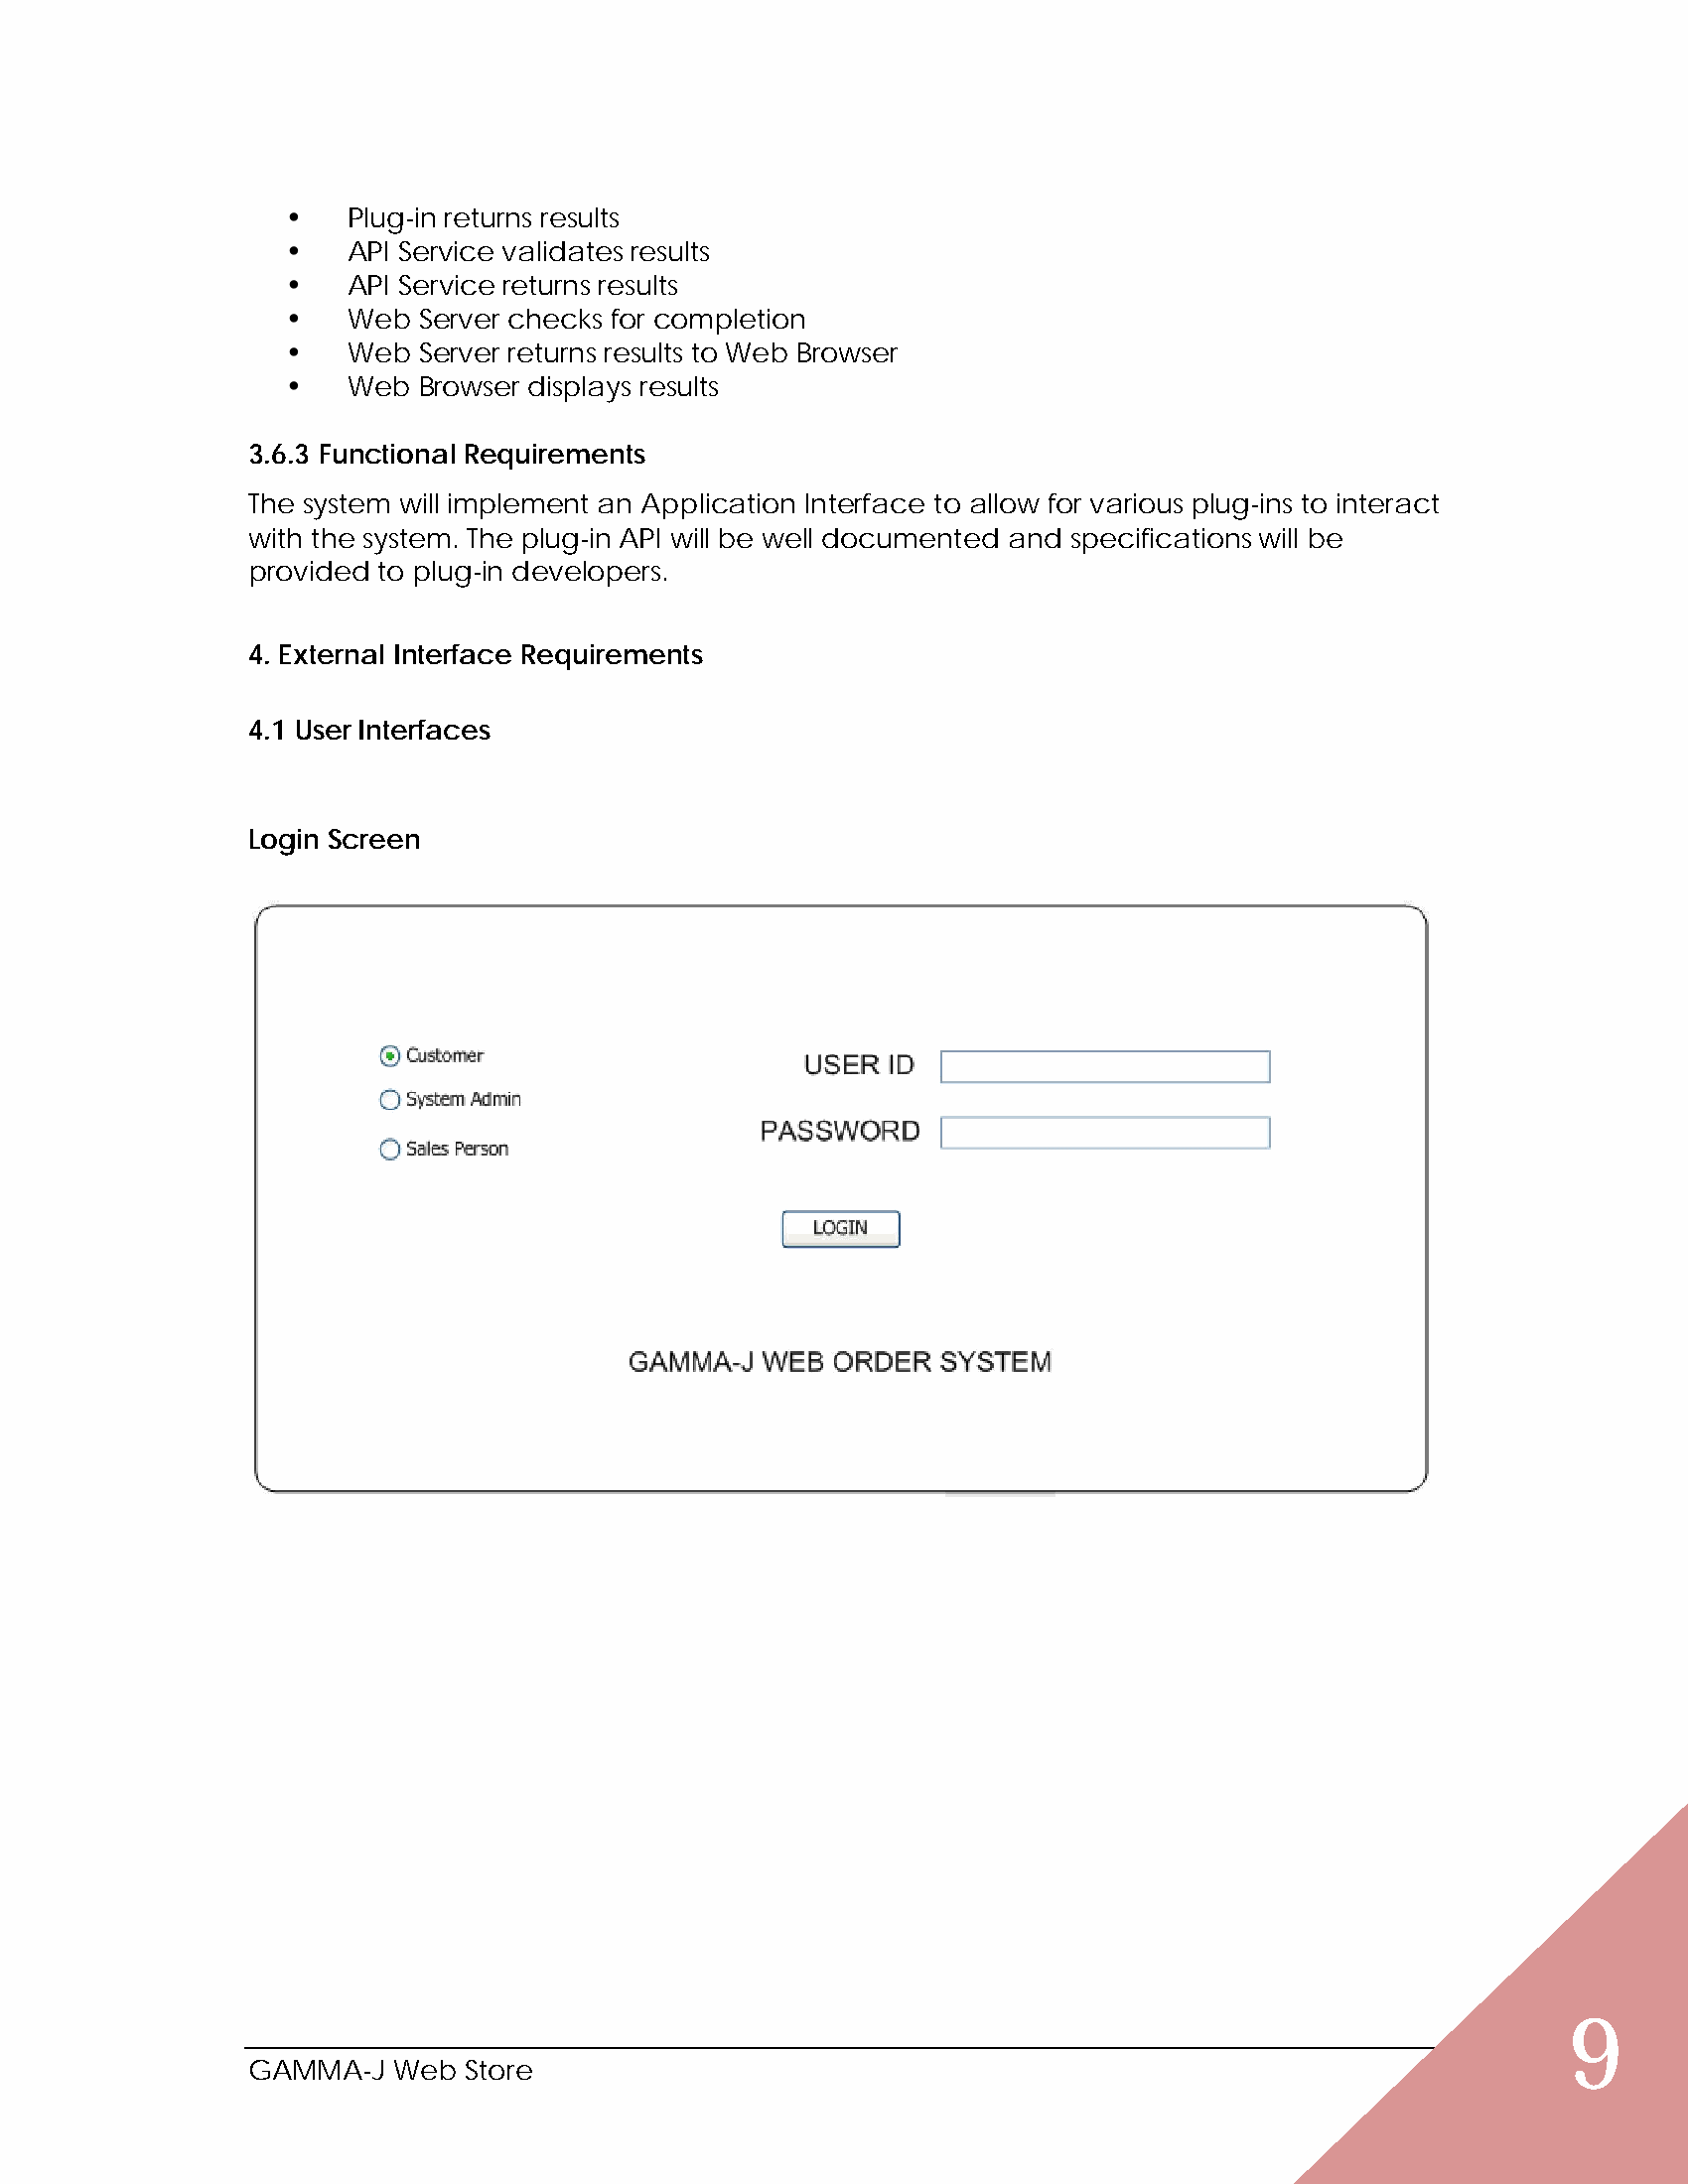 • Plug-in returns results
• API Service validates results
• API Service returns results
• Web Server checks for completion
• Web Server returns results to Web Browser
• Web Browser displays results
3.6.3 Functional Requirements
The system will implement an Application Interface to allow for various plug-ins to interact
with the system. The plug-in API will be well documented and specifications will be
provided to plug-in developers.
4. External Interface Requirements
4.1 User Interfaces
Login Screen
Customer
System Admin
Sales Person
USER ID
PASSWORD
LOGIN
GAMMA-J WEB ORDER SYSTEM
GAMMA-J Web Store
9